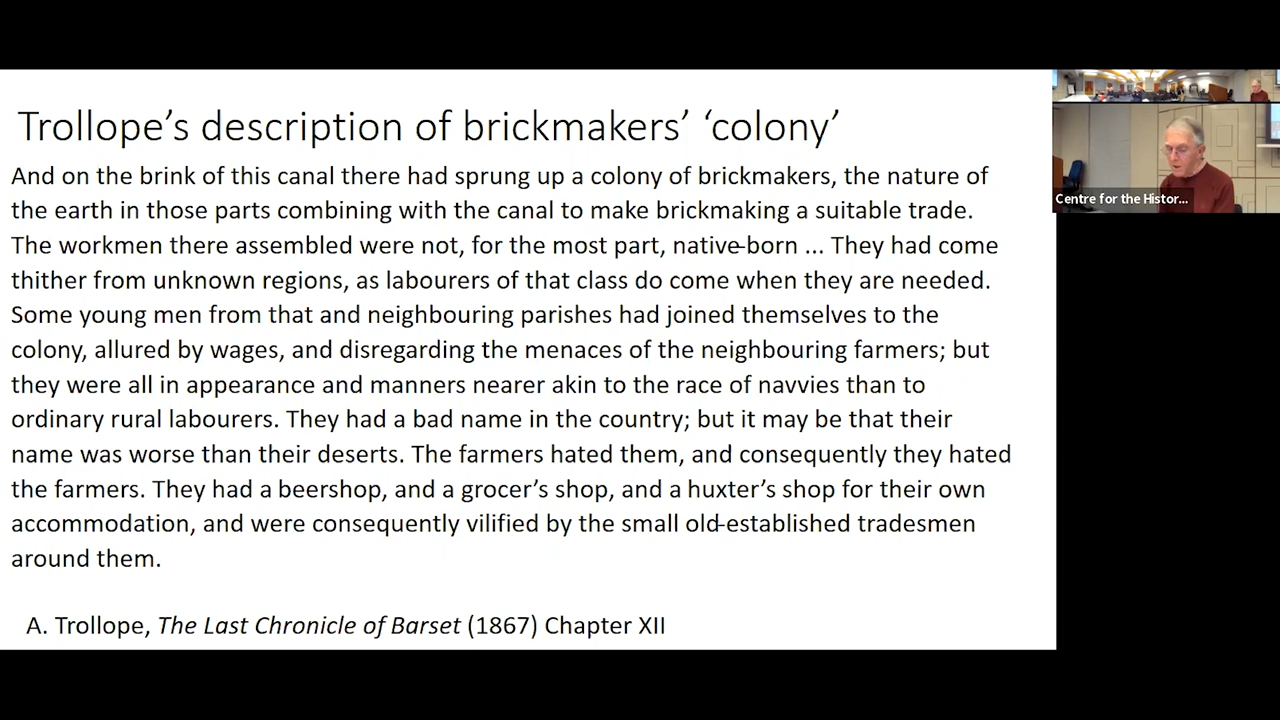 Trollope’s description of brickmakers’ ‘colony’
And on the brink of this canal there had sprung up a colony of brickmakers, the nature of
the earth in those parts combining with the canal to make brickmaking a suitable trade.
The workmen there assembled were not, for the most part, native-born ... They had come
thither from unknown regions, as labourers of that class do come when they are needed.
Some young men from that and neighbouring parishes had joined themselves to the
colony, allured by wages, and disregarding the menaces of the neighbouring farmers; but
they were all in appearance and manners nearer akin to the race of navvies than to
ordinary rural labourers. They had a bad name in the country; but it may be that their
name was worse than their deserts. The farmers hated them, and consequently they hated
the farmers. They had a beershop, and a grocer’s shop, and a huxter’s shop for their own
accommodation, and were consequently vilified by the small old-established tradesmen
around them.
A. Trollope, The Last Chronicle of Barset (1867) Chapter XII
Centre for the Histor...